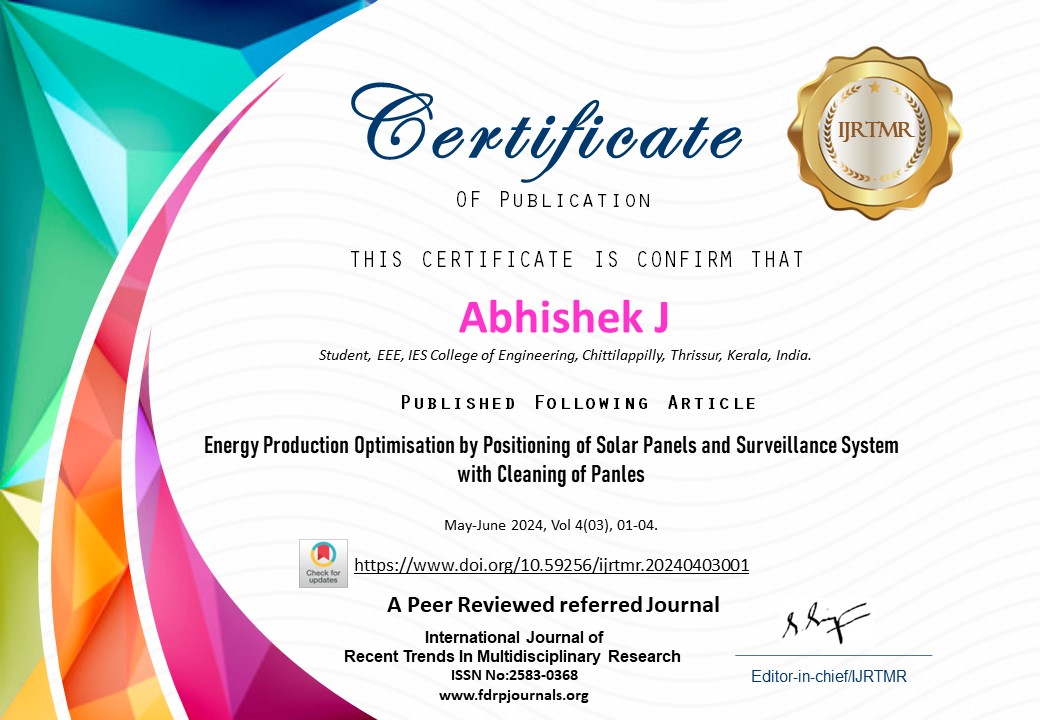 Certificate
IJRTMR
OF PUBLICATION
THIS CERTIFICATE IS CONFIRM THAT
Abhishek J
Student, EEE, IES College of Engineering, Chittilappilly, Thrissur, Kerala, India.
PUBLISHED FOLLOWING ARTICLE
Energy Production Optimisation by Positioning of Solar Panels and Surveillance System
with Cleaning of Panles
May-June 2024, Vol 4(03), 01-04.
Check for
updates
https://www.doi.org/10.59256/ijrtmr.20240403001
A Peer Reviewed referred Journal
International Journal of
Recent Trends In Multidisciplinary Research
ISSN No:2583-0368
www.fdrpjournals.org
Editor-in-chief/IJRTMR